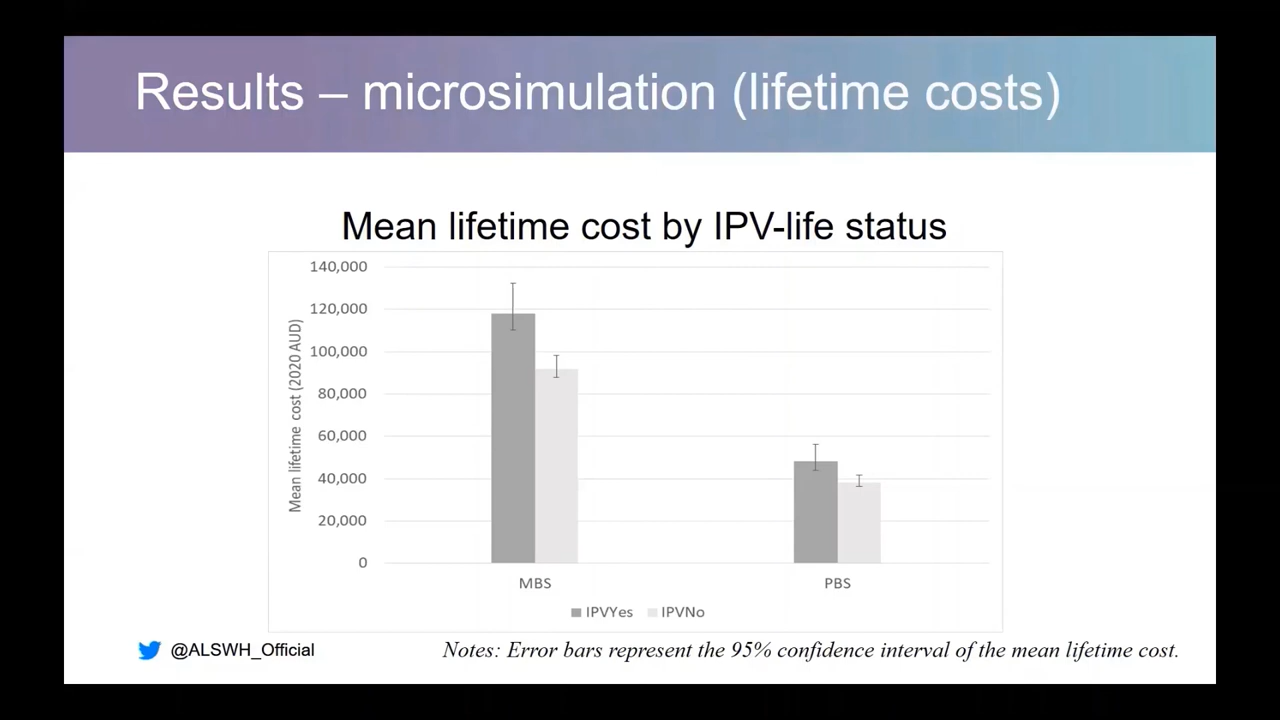 Results – microsimulation (lifetime costs)
Mean lifetime cost by IPV-life status
Mean lifetime cost (2020 AUD)
140,000
120,000
100,000
80,000
60,000
40,000
20,000
0
MBS PBS
IPVYes IPVNo
@ALSWH_Official
Notes: Error bars represent the 95% confidence interval of the mean lifetime cost.